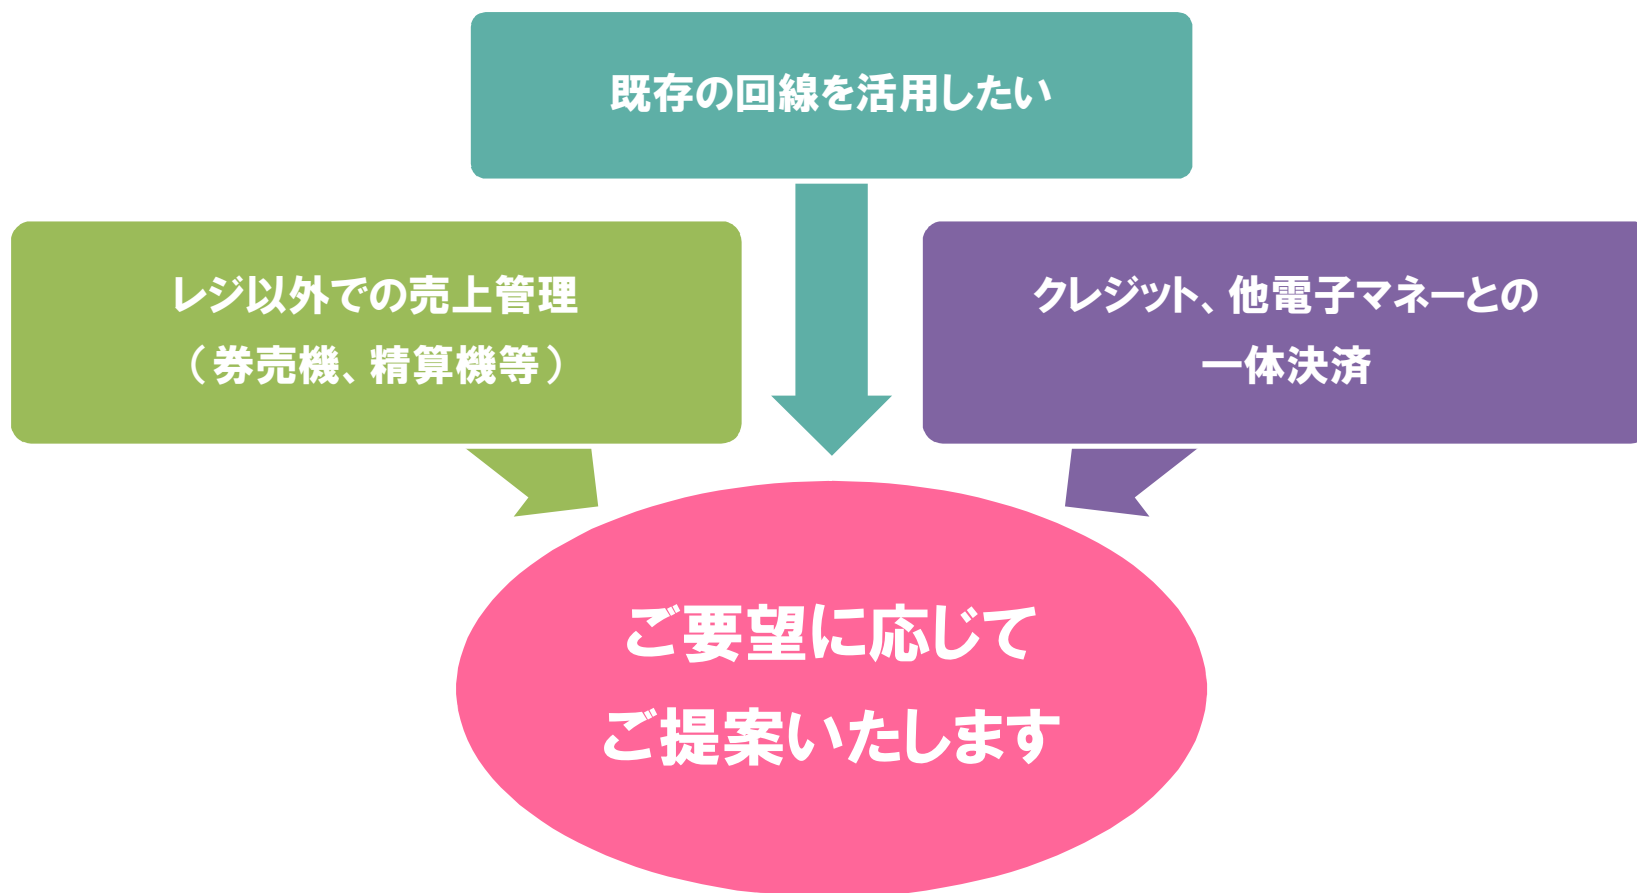 既存の回線を活用したい
レジ以外での売上管理
（券売機、精算機等）
クレジット、他電子マネーとの
一体決済
ご要望に応じて
ご提案いたします